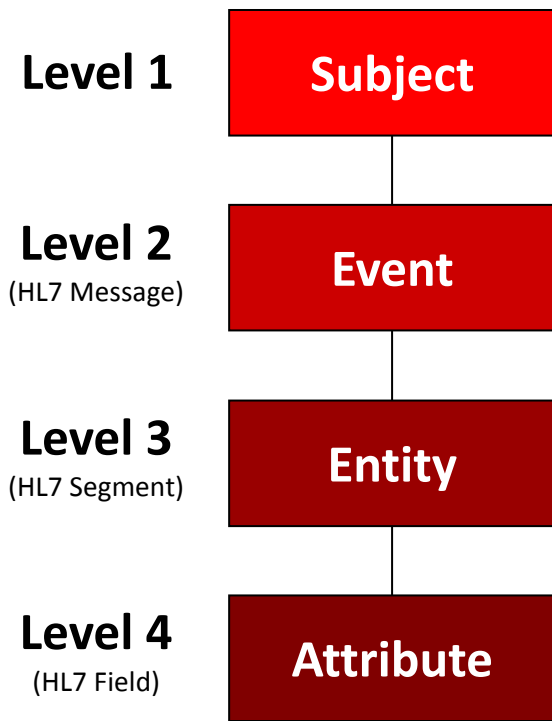 Level 1
Subject
Level 2
(HL7 Message)
Event
Level 3
(HL7 Segment)
Entity
Level 4
(HL7 Field)
Attribute